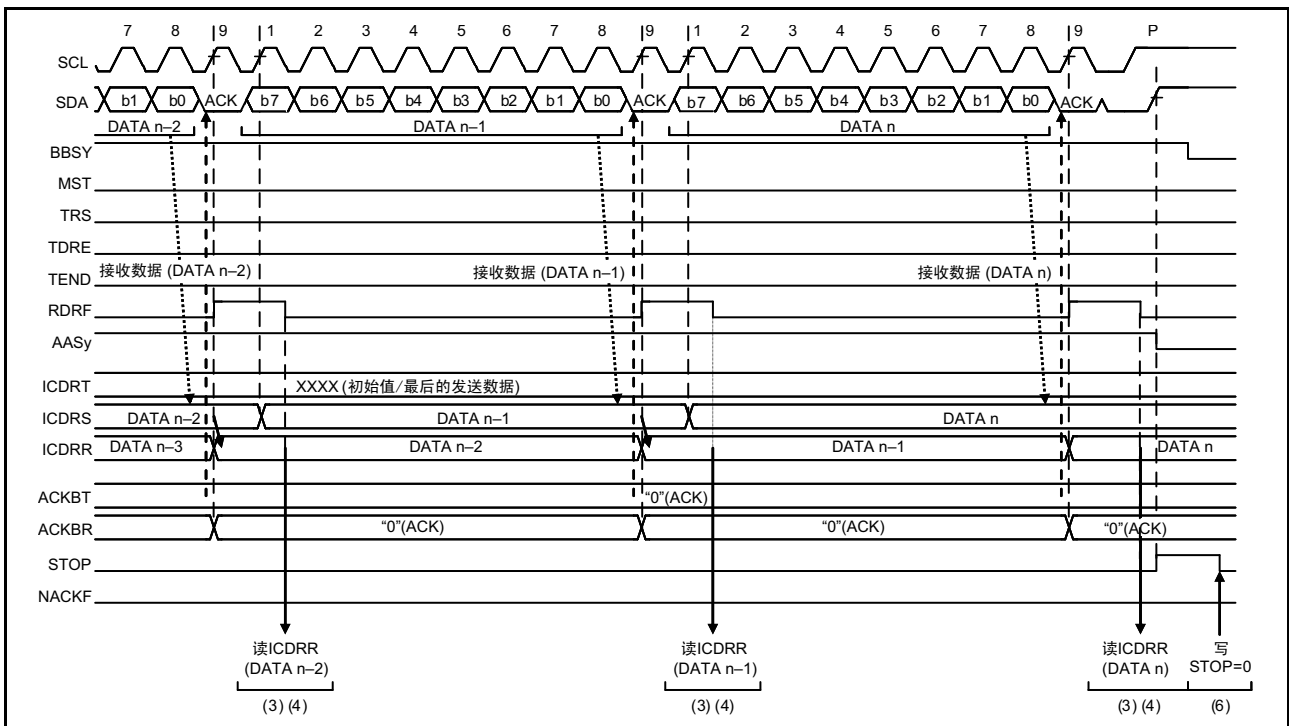 7 8 9 1 2 3 4 5 6 7 8 9 1 2 3 4 5 6 7 8 9 P
SCL
SDA b1 b0 ACK b7 b6 b5 b4 b3 b2 b1 b0 ACK b7 b6 b5 b4 b3 b2 b1 b0 ACK
DATA n–2 DATA n–1 DATA n
BBSY
MST
TRS
TDRE
接收数据 (DATA n–2) 接收数据 (DATA n–1) 接收数据 (DATA n)
TEND
RDRF
AASy
ICDRT XXXX (初始值/最后的发送数据)
ICDRS DATA n–2 DATA n–1 DATA n
ICDRR DATA n–3 DATA n–2 DATA n–1 DATA n
ACKBT “0”(ACK)
ACKBR “0”(ACK) “0”(ACK) “0”(ACK)
STOP
NACKF
读ICDRR 读ICDRR 读ICDRR 写
(DATA n–2) (DATA n–1) (DATA n) STOP=0
(3) (4) (3) (4) (3) (4) (6)